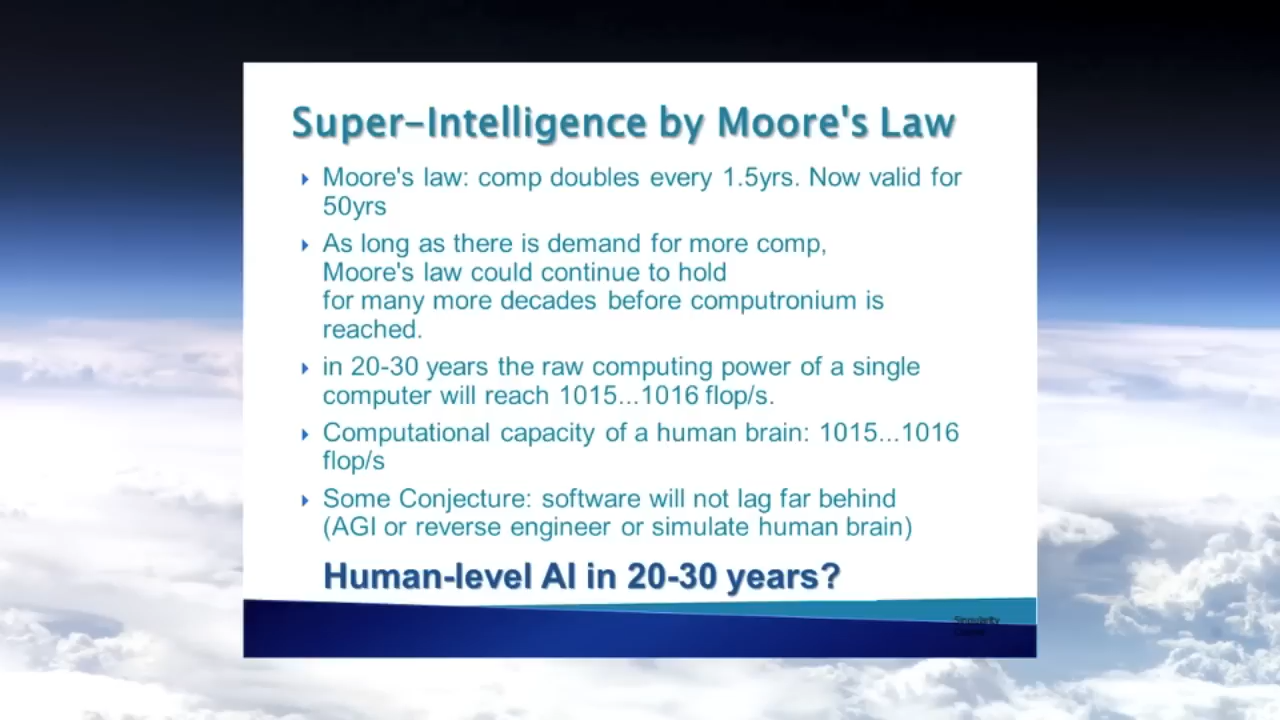 Super-Intelligence by Moore's Law
Moore's law: comp doubles every 1.5yrs. Now valid for
50yrs
As long as there is demand for more comp,
Moore's law could continue to hold
for many more decades before computronium is
reached.
in 20-30 years the raw computing power of a single
computer will reach 1015...1016 flop/s.
Computational capacity of a human brain: 1015...1016
flop/s
Some Conjecture: software will not lag far behind
(AGI or reverse engineer or simulate human brain)
Human-level AI in 20-30 years?